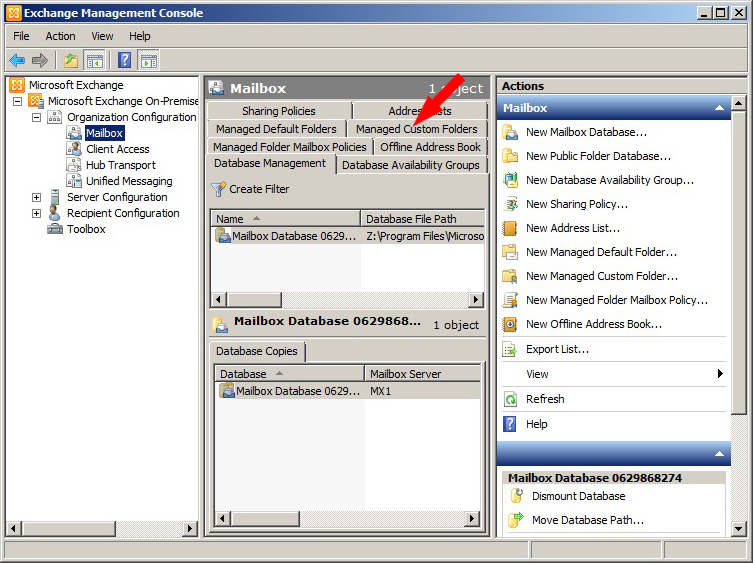 Exchange Management Console
File Action View Help
Microsoft Exchange
Microsoft Exchange On-Premise
Organization Configuration
Mailbox
Client Access
Hub Transport
Unified Messaging
Server Configuration
Recipient Configuration
Toolbox
Mailbox 1 object
Sharing Policies
Managed Default Folders Managed Custom Folders
Managed Folder Mailbox Policies Offline Address Book
Database Management Database Availability Groups
Create Filter
Name Database File Path
Mailbox Database 0629... Z:\Program Files\Microso
Mailbox Database 0629868... 1 object
Database Copies
Database Mailbox Server
Mailbox Database 0629... MX1
Actions
Mailbox
New Mailbox Database...
New Public Folder Database...
New Database Availability Group...
New Sharing Policy...
New Address List...
New Managed Default Folder...
New Managed Custom Folder...
New Managed Folder Mailbox Policy...
New Offline Address Book...
Export List...
View
Refresh
Help
Mailbox Database 0629868274
Dismount Database
Move Database Path...